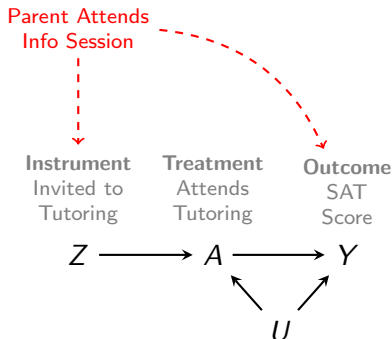 Parent Attends
Info Session
Instrument Treatment Outcome
Invited to Attends SAT
Tutoring Tutoring Score
Z A Y
U